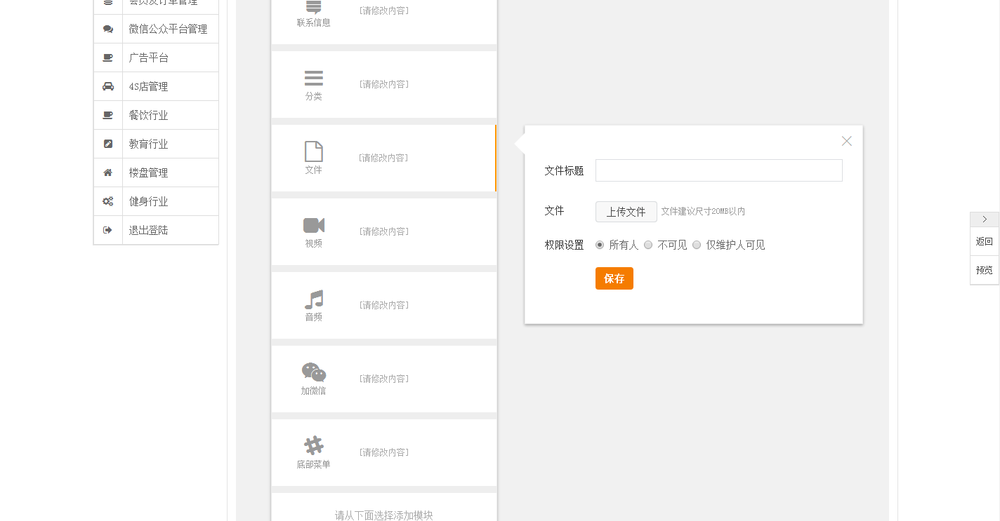 会员及订单管理
微信公众平台管理
广告平台
4S店管理
餐饮行业
教育行业
楼盘管理
健身行业
退出登陆
[请修改内容]
联系信息
[请修改内容]
分类
[请修改内容]
文件
[请修改内容]
视频
[请修改内容]
音频
[请修改内容]
加微信
[请修改内容]
底部菜单
请从下面选择添加模块
文件标题
文件 上传文件 文件建议尺寸20MB以内
权限设置 所有人 不可见 仅维护人可见
保存
返回
预览